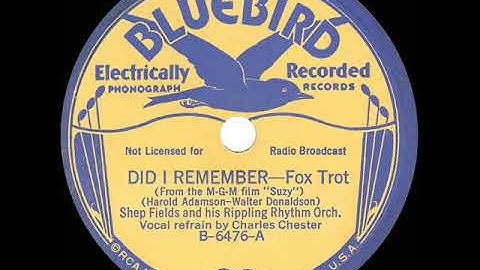 BLUEBIRD
Electrically Recorded
PHONOGRAPH RECORDS
Not Licensed for Radio Broadcast
DID I REMEMBER—Fox Trot
(From the M-G-M film "Suzy")
(Harold Adamson–Walter Donaldson)
Shep Fields and his Rippling Rhythm Orch.
Vocal refrain by Charles Chester
B-6476-A
©RCA
U.S.A.